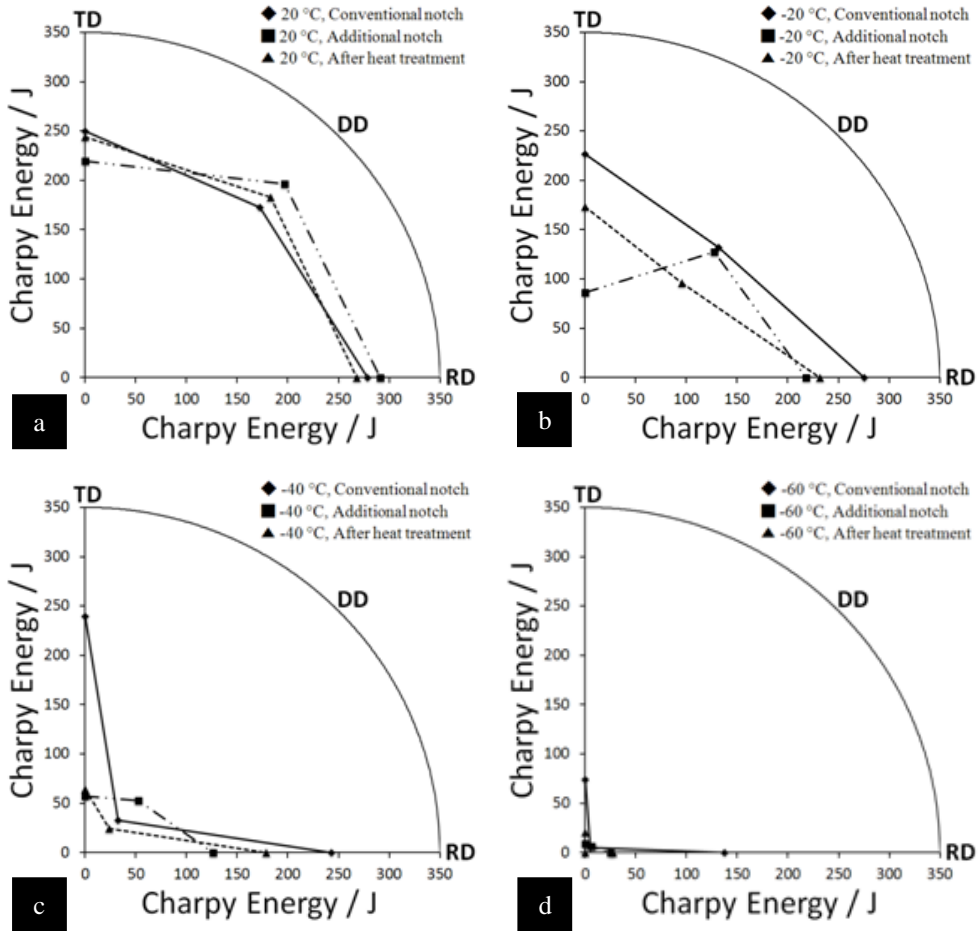 TD
◆ 20 °C, Conventional notch
■ 20 °C, Additional notch
▲ 20 °C, After heat treatment
350
300
250
200
150
100
50
0
Charpy Energy / J
DD
RD
0 50 100 150 200 250 300 350
Charpy Energy / J
a
TD
◆ -20 °C, Conventional notch
■ -20 °C, Additional notch
▲ -20 °C, After heat treatment
350
300
250
200
150
100
50
0
Charpy Energy / J
DD
RD
0 50 100 150 200 250 300 350
Charpy Energy / J
b
TD
◆ -40 °C, Conventional notch
■ -40 °C, Additional notch
▲ -40 °C, After heat treatment
350
300
250
200
150
100
50
0
Charpy Energy / J
DD
RD
0 50 100 150 200 250 300 350
Charpy Energy / J
c
TD
◆ -60 °C, Conventional notch
■ -60 °C, Additional notch
▲ -60 °C, After heat treatment
350
300
250
200
150
100
50
0
Charpy Energy / J
DD
RD
0 50 100 150 200 250 300 350
Charpy Energy / J
d